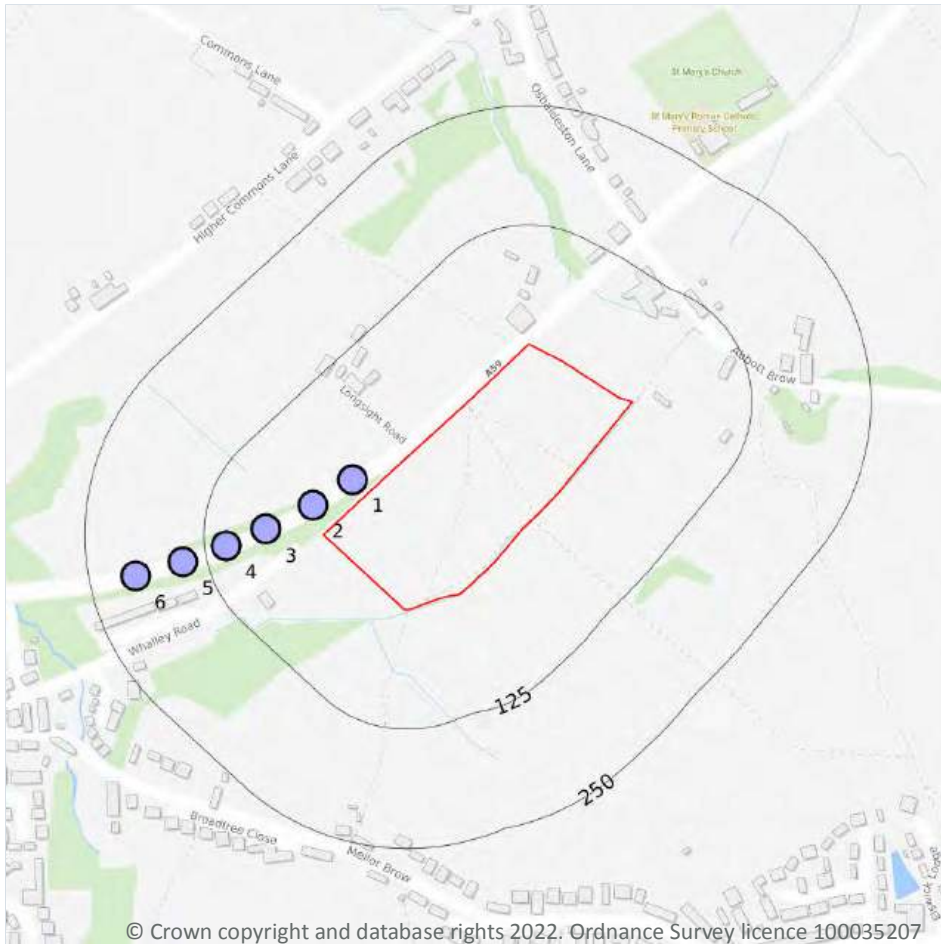 Commons Lane
St Mary's Church
Osbaldeston Lane
St Mary's Roman Catholic
Primary School
Higher Commons Lane
A59
Abbott Brow
Longsight Road
1
2
3
4
5
6
Whalley Road
125
250
Broadtree Close
Mellor Brow
Elswick Lodge
© Crown copyright and database rights 2022. Ordnance Survey licence 100035207